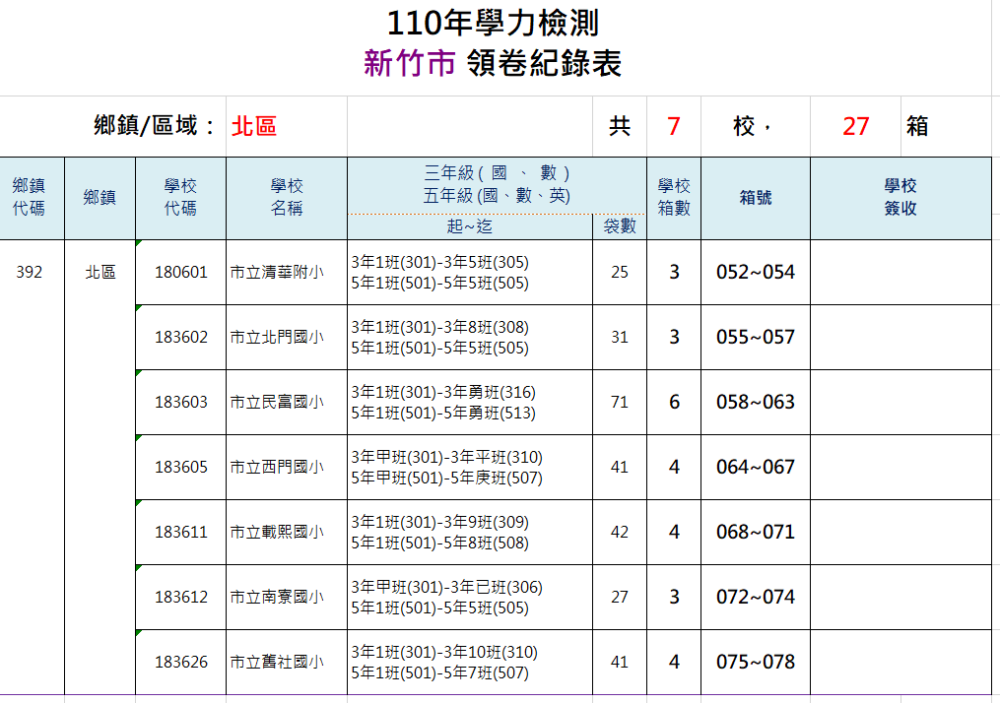 110年學力檢測
新竹市 領卷紀錄表
鄉鎮/區域： 北區 共 7 校， 27 箱
鄉鎮代碼 鄉鎮 學校代碼 學校名稱 三年級 ( 國 、 數 ) 五年級 (國、數、英) 起~迄 袋數 學校箱數 箱號 學校簽收
392 北區 180601 市立清華附小 3年1班(301)-3年5班(305) 25 3 052~054
5年1班(501)-5年5班(505)
183602 市立北門國小 3年1班(301)-3年8班(308) 31 3 055~057
5年1班(501)-5年5班(505)
183603 市立民富國小 3年1班(301)-3年勇班(316) 71 6 058~063
5年1班(501)-5年勇班(513)
183605 市立西門國小 3年甲班(301)-3年平班(310) 41 4 064~067
5年甲班(501)-5年庚班(507)
183611 市立載熙國小 3年1班(301)-3年9班(309) 42 4 068~071
5年1班(501)-5年8班(508)
183612 市立南寮國小 3年甲班(301)-3年已班(306) 27 3 072~074
5年1班(501)-5年5班(505)
183626 市立舊社國小 3年1班(301)-3年10班(310) 41 4 075~078
5年1班(501)-5年7班(507)